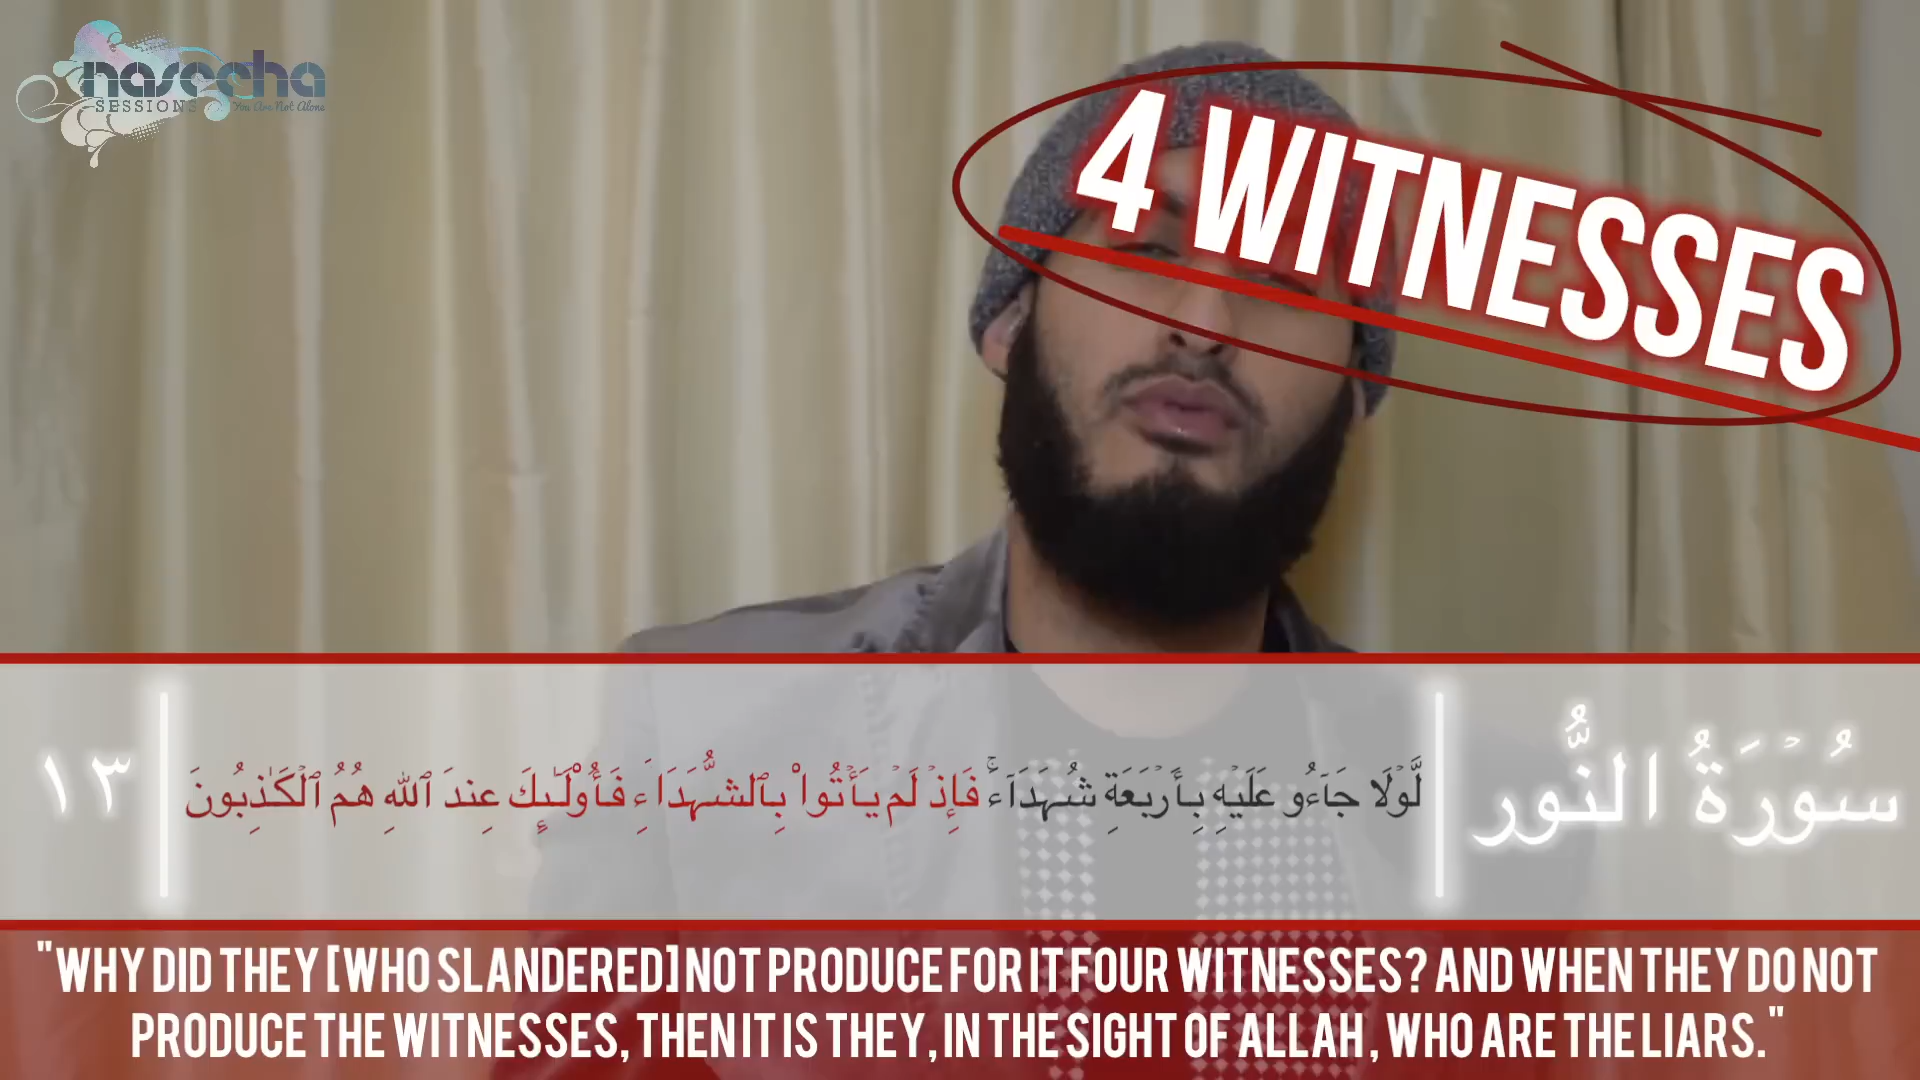 naseeha
SESSIONS You Are Not Alone
4 WITNESSES
سُوۡرَةُ النُّور
لَّوۡلَا جَآءُو عَلَيۡهِ بِأَرۡبَعَةِ شُهَدَآءَۚ فَإِذۡ لَمۡ يَأۡتُواْ بِٱلشُّهَدَآءِ فَأُوْلَٰٓئِكَ عِندَ ٱللَّهِ هُمُ ٱلۡكَٰذِبُونَ
١٣
"WHY DID THEY [WHO SLANDERED] NOT PRODUCE FOR IT FOUR WITNESSES? AND WHEN THEY DO NOT
PRODUCE THE WITNESSES, THEN IT IS THEY, IN THE SIGHT OF ALLAH, WHO ARE THE LIARS."